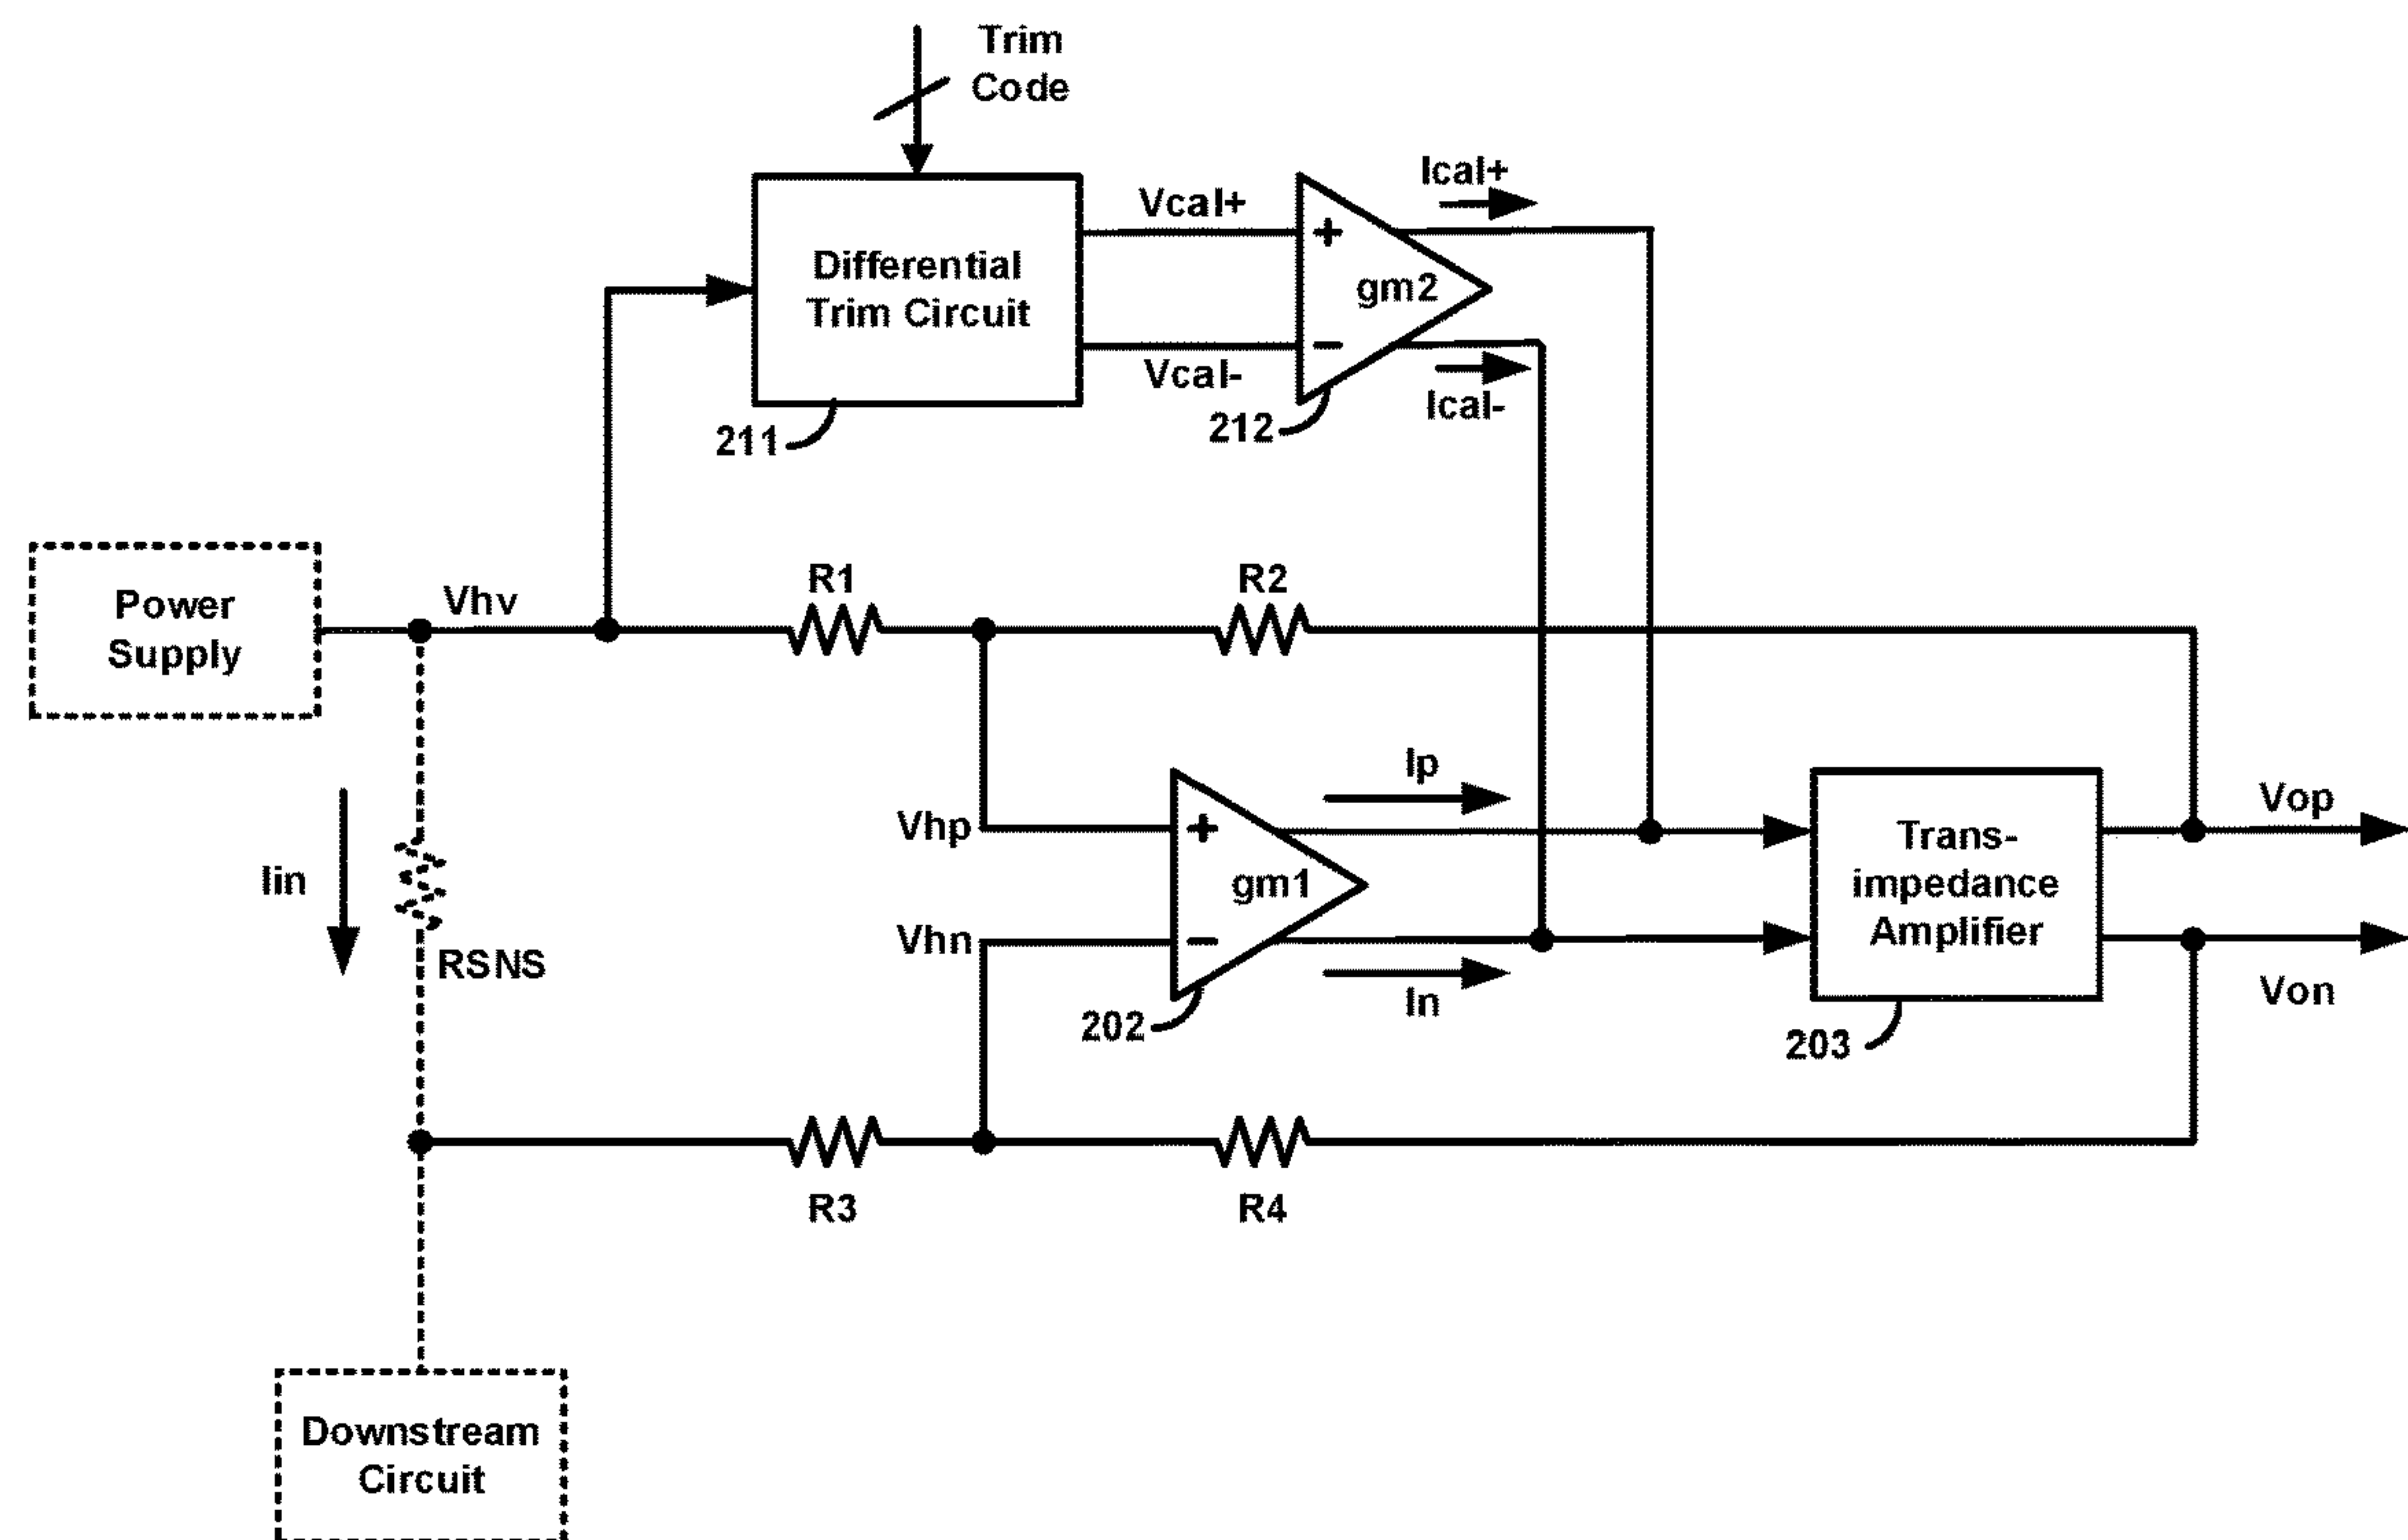 Trim
Code
Differential
Trim Circuit
211
Vcal+
Vcal-
+
gm2
−
212
Ical+
Ical-
Power
Supply
Vhv
R1
R2
Iin
RSNS
Vhp
Vhn
+
gm1
−
202
Ip
In
Trans-
impedance
Amplifier
203
Vop
Von
R3
R4
Downstream
Circuit